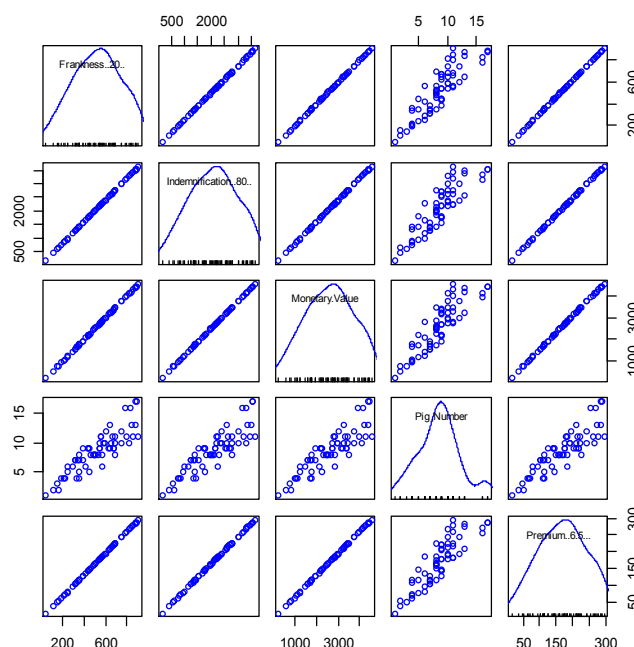 500 2000
5 10 15
Frankness..20..
200 600
500 2000
Indemnification..80..
Monetary.Value
1000 3000
5 10 15
Pig.Number
Premium..6.5...
50 150 300
200 600
1000 3000
50 150 300